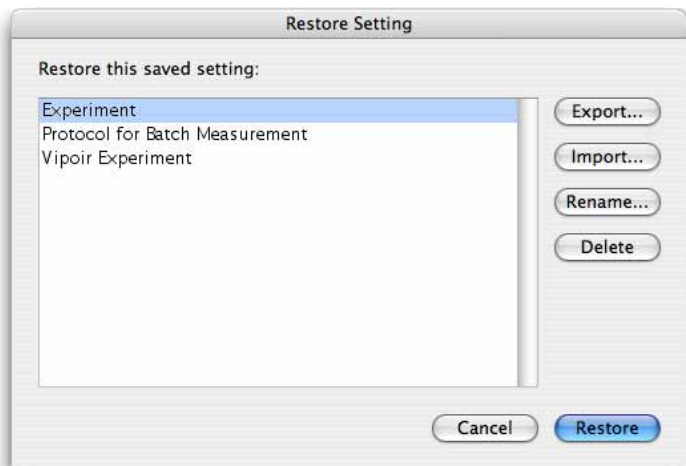 Restore Setting
Restore this saved setting:
Experiment
Protocol for Batch Measurement
Vipoir Experiment
Export...
Import...
Rename...
Delete
Cancel
Restore